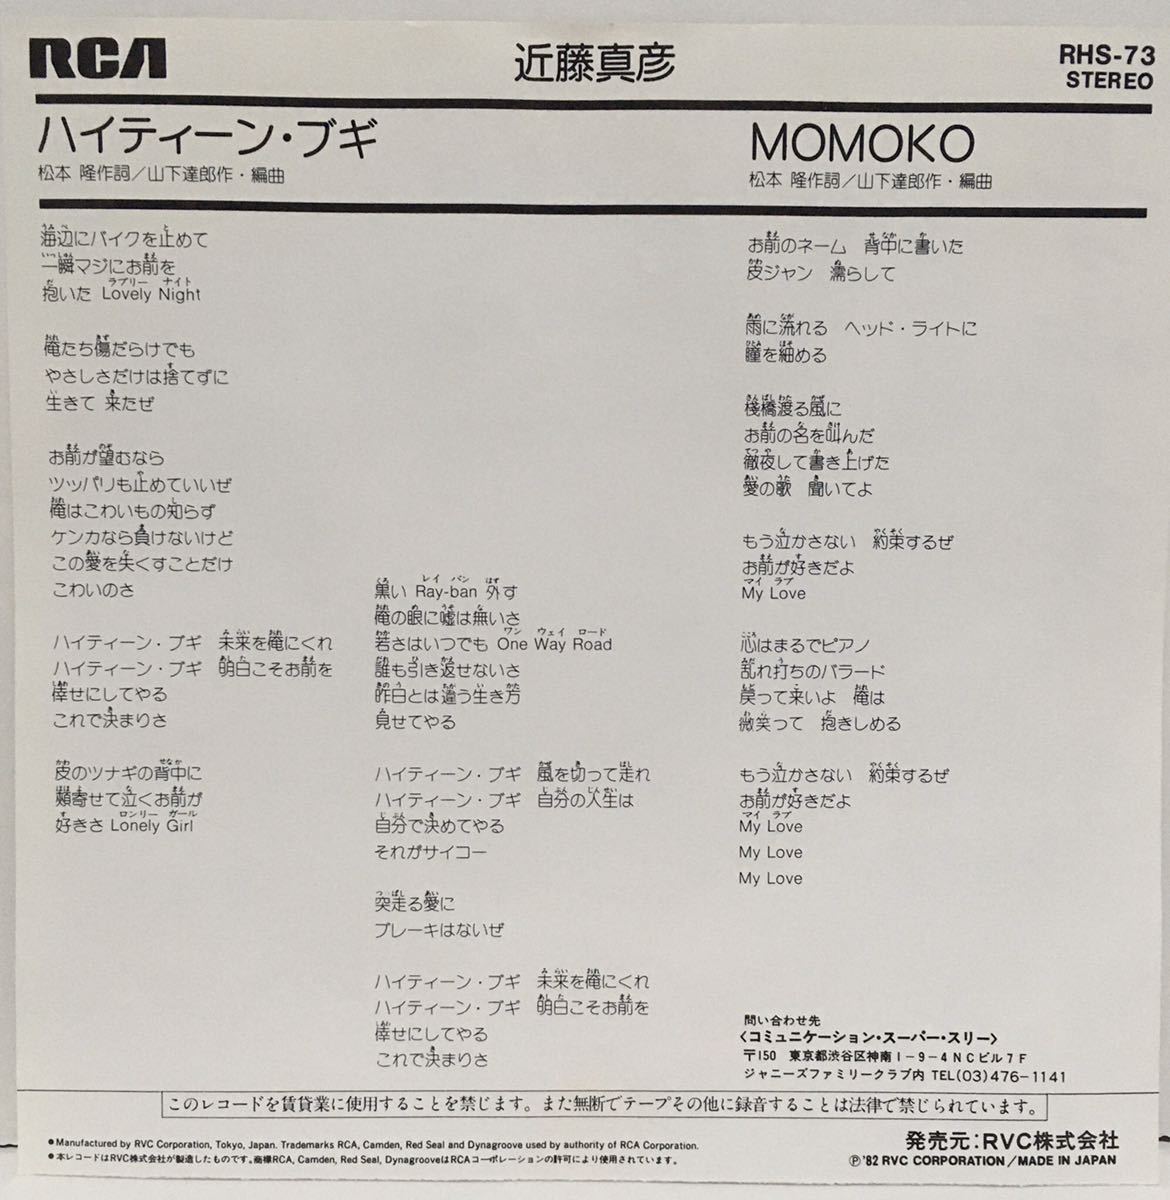 RCA
近藤真彦
RHS-73
STEREO
ハイティーン・ブギ
松本 隆作詞/山下達郎作・編曲
海辺にバイクを止めて
一瞬マジにお前を
抱いた Lovely Night
俺たち傷だらけでも
やさしさだけは捨てずに
生きて 来たぜ
お前が望むなら
ツッパリも止めていいぜ
俺はこわいもの知らず
ケンカなら負けないけど
この愛を失くすことだけ
こわいのさ
ハイティーン・ブギ 未来を俺にくれ
ハイティーン・ブギ 明日こそお前を
倖せにしてやる
これで決まりさ
皮のツナギの背中に
頬寄せて泣くお前が
好きさ Lonely Girl
黒い Ray-ban 外す
俺の眼に嘘は無いさ
若さはいつでも One Way Road
誰も引き返せないさ
昨日とは違う生き方
見せてやる
ハイティーン・ブギ 風を切って走れ
ハイティーン・ブギ 自分の人生は
自分で決めてやる
それがサイコー
突走る愛に
ブレーキはないぜ
ハイティーン・ブギ 未来を俺にくれ
ハイティーン・ブギ 明日こそお前を
倖せにしてやる
これで決まりさ
MOMOKO
松本 隆作詞/山下達郎作・編曲
お前のネーム 背中に書いた
皮ジャン 濡らして
雨に流れる ヘッド・ライトに
瞳を細める
桟橋渡る風に
お前の名を叫んだ
徹夜して書き上げた
愛の歌 聞いてよ
もう泣かさない 約束するぜ
お前が好きだよ
My Love
心はまるでピアノ
乱れ打ちのバラード
戻って来いよ 俺は
微笑って 抱きしめる
もう泣かさない 約束するぜ
お前が好きだよ
My Love
My Love
My Love
問い合わせ先
〈コミュニケーション・スーパー・スリー〉
〒150 東京都渋谷区神南1-9-4NCビル7F
ジャニーズファミリークラブ内 TEL(03)476-1141
このレコードを賃貸業に使用することを禁じます。また無断でテープその他に録音することは法律で禁じられています。
●Manufactured by RVC Corporation, Tokyo, Japan. Trademarks RCA, Camden, Red Seal and Dynagroove used by authority of RCA Corporation.
●本レコードはRVC株式会社が製造したものです。商標RCA, Camden, Red Seal, DynagrooveはRCAコーポレーションの許可により使用されています。
発売元:RVC株式会社
Ⓟ'82 RVC CORPORATION/MADE IN JAPAN